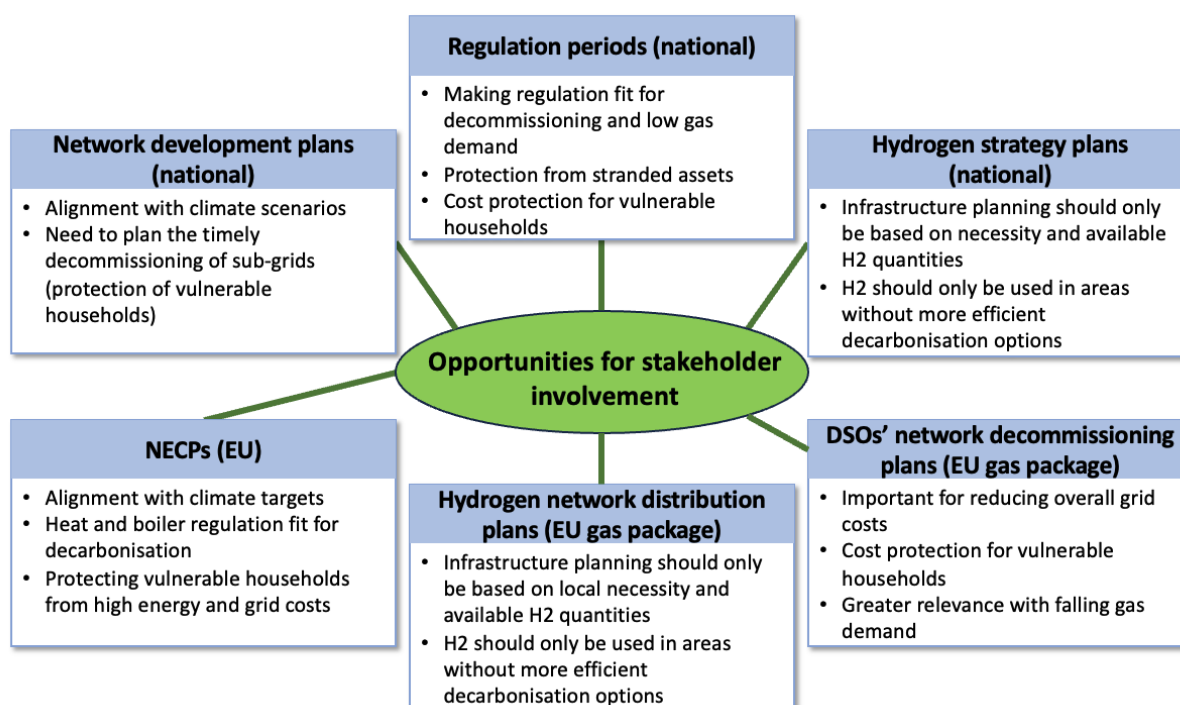 Regulation periods (national)
• Making regulation fit for
decommissioning and low gas
demand
• Protection from stranded assets
• Cost protection for vulnerable
households
Network development plans
(national)
• Alignment with climate scenarios
• Need to plan the timely
decommissioning of sub-grids
(protection of vulnerable
households)
Hydrogen strategy plans
(national)
• Infrastructure planning should only
be based on necessity and available
H2 quantities
• H2 should only be used in areas
without more efficient
decarbonisation options
Opportunities for stakeholder
involvement
NECPs (EU)
• Alignment with climate targets
• Heat and boiler regulation fit for
decarbonisation
• Protecting vulnerable households
from high energy and grid costs
Hydrogen network distribution
plans (EU gas package)
• Infrastructure planning should only
be based on local necessity and
available H2 quantities
• H2 should only be used in areas
without more efficient
decarbonisation options
DSOs’ network decommissioning
plans (EU gas package)
• Important for reducing overall grid
costs
• Cost protection for vulnerable
households
• Greater relevance with falling gas
demand